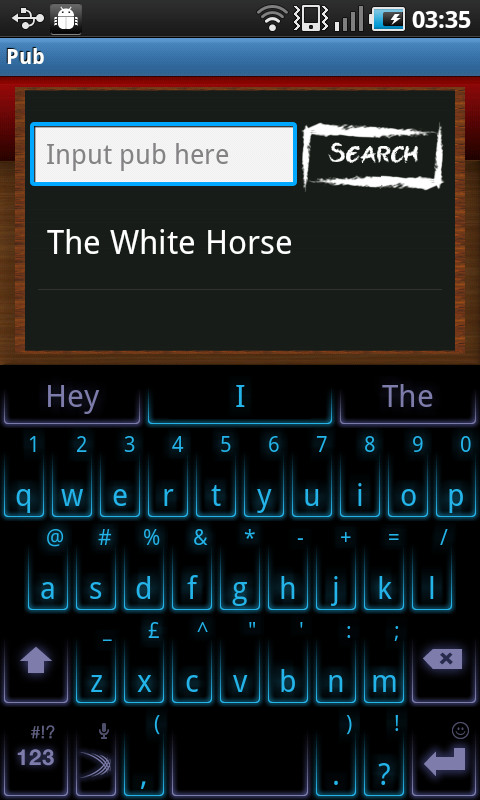 03:35
Pub
Input pub here
SEARCH
The White Horse
Hey I The
1 2 3 4 5 6 7 8 9 0
q w e r t y u i o p
@ # % & * - + = /
a s d f g h j k l
_ £ ^ " ' : ;
z x c v b n m
#!? ( ) !
123 , . ?